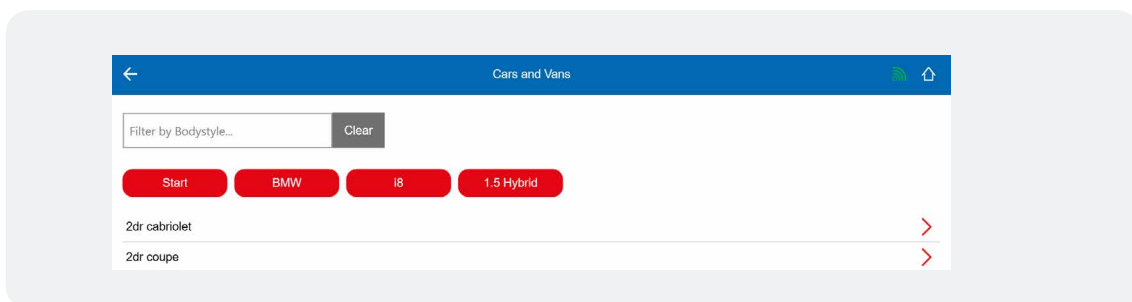 Cars and Vans
Filter by Bodystyle... Clear
Start BMW i8 1.5 Hybrid
2dr cabriolet
2dr coupe